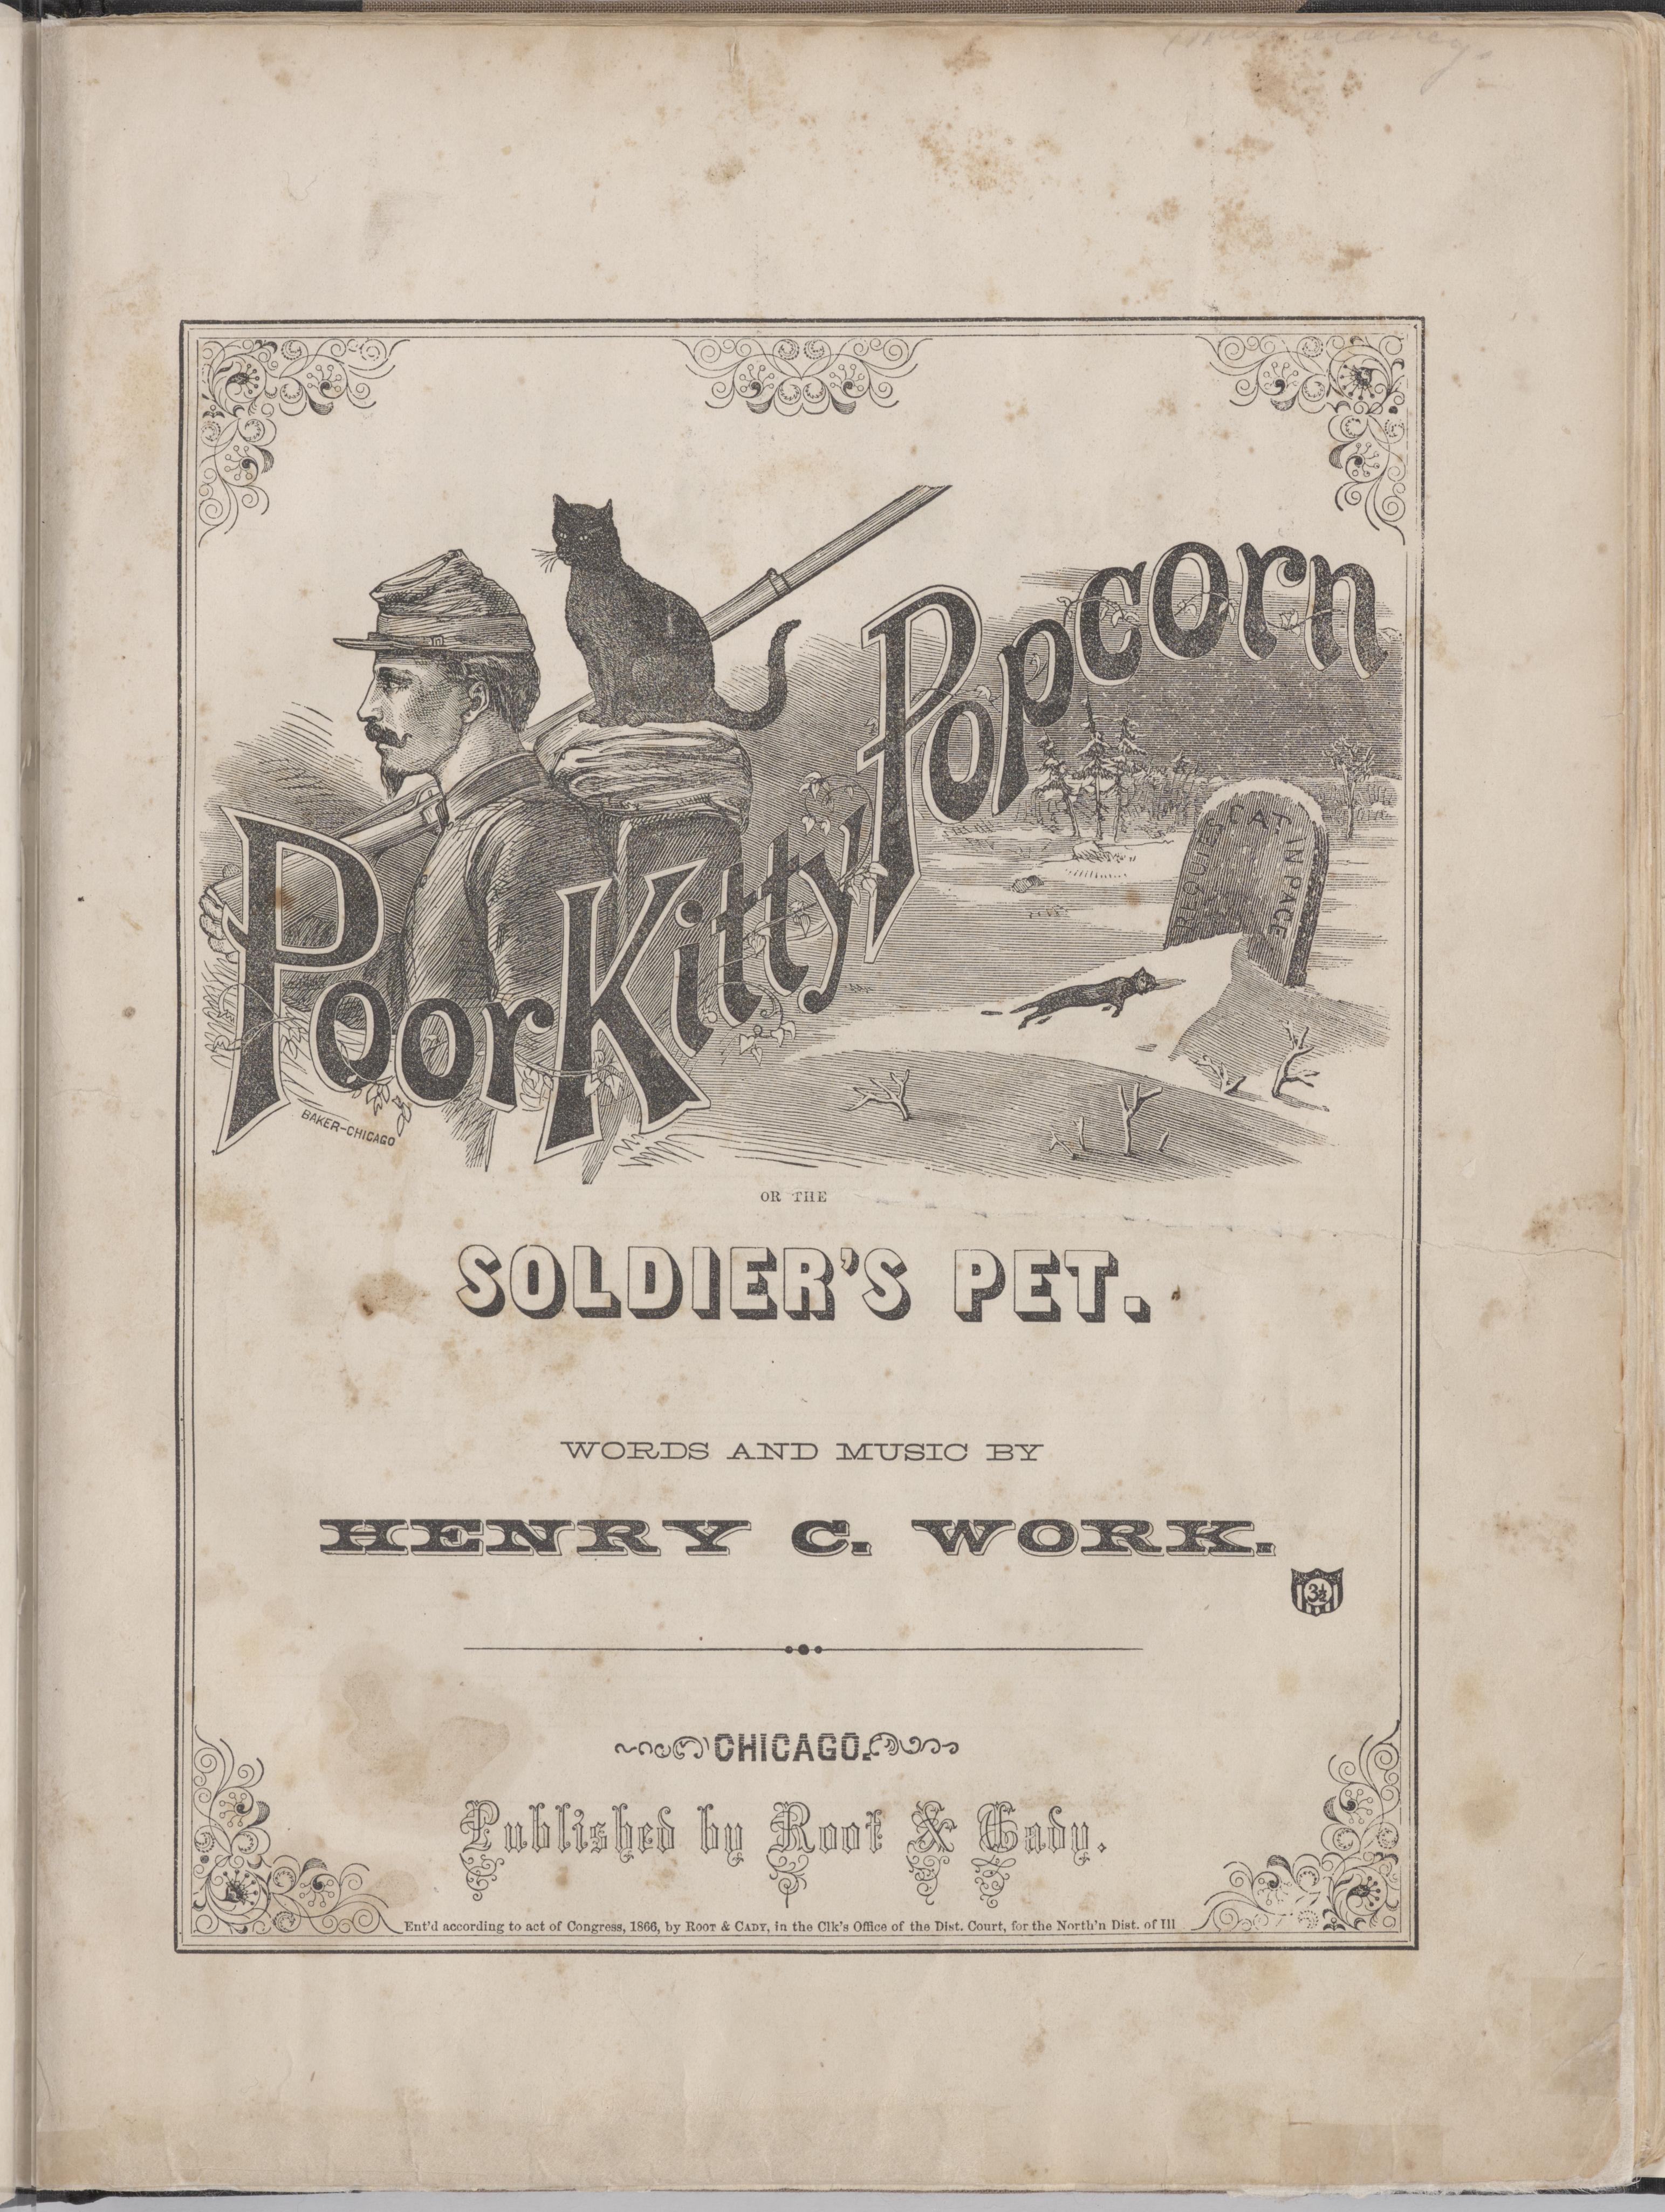 Poor Kitty Popcorn
REQUIESCAT IN PACE
BAKER-CHICAGO
OR THE
SOLDIER'S PET.
WORDS AND MUSIC BY
HENRY C. WORK.
3½
CHICAGO.
Published by Root & Cady.
Ent'd according to act of Congress, 1866, by ROOT & CADY, in the Clk's Office of the Dist. Court, for the North'n Dist. of Ill